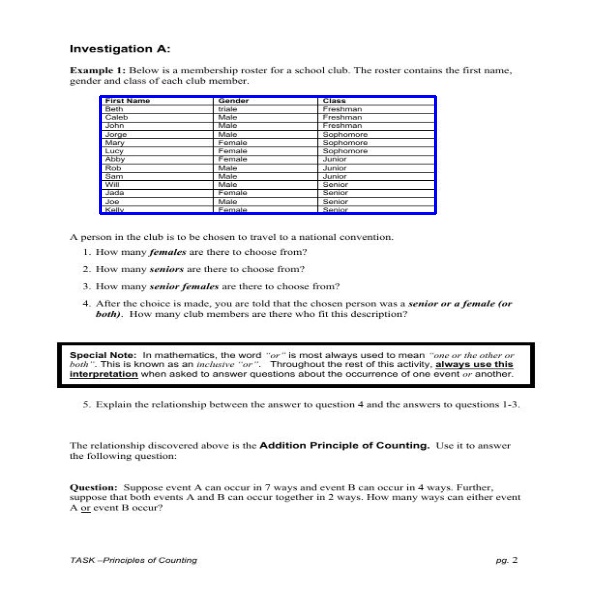 Investigation A:
Example 1: Below is a membership roster for a school club. The roster contains the first name,
gender and class of each club member.
First Name Gender Class
Beth triale Freshman
Caleb Male Freshman
John Male Freshman
Jorge Male Sophomore
Mary Female Sophomore
Lucy Female Sophomore
Abby Female Junior
Rob Male Junior
Sam Male Junior
Will Male Senior
Jada Female Senior
Joe Male Senior
Kelly Female Senior
A person in the club is to be chosen to travel to a national convention.
1. How many females are there to choose from?
2. How many seniors are there to choose from?
3. How many senior females are there to choose from?
4. After the choice is made, you are told that the chosen person was a senior or a female (or
both). How many club members are there who fit this description?
Special Note: In mathematics, the word "or" is most always used to mean "one or the other or
both". This is known as an inclusive "or". Throughout the rest of this activity, always use this
interpretation when asked to answer questions about the occurrence of one event or another.
5. Explain the relationship between the answer to question 4 and the answers to questions 1-3.
The relationship discovered above is the Addition Principle of Counting. Use it to answer
the following question:
Question: Suppose event A can occur in 7 ways and event B can occur in 4 ways. Further,
suppose that both events A and B can occur together in 2 ways. How many ways can either event
A or event B occur?
TASK –Principles of Counting pg. 2